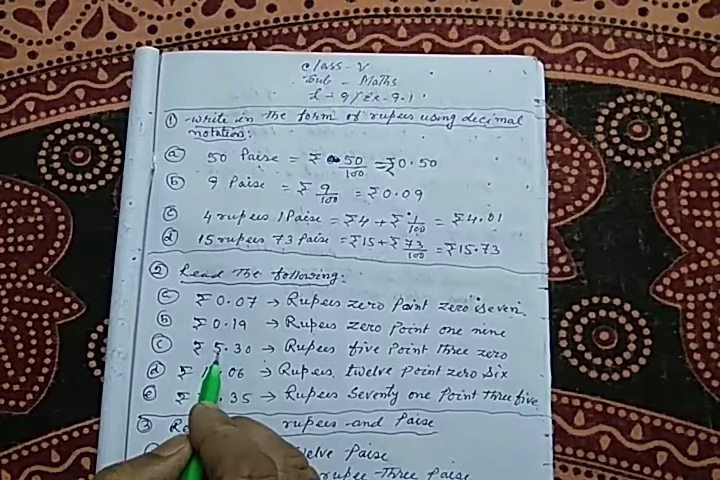 Class - V
Sub - Maths
L - 9 / Ex - 9.1
① Write in the form of rupees using decimal
notation:
ⓐ 50 Paise = ₹ 50/100 = ₹0.50
ⓑ 9 Paise = ₹ 9/100 = ₹0.09
ⓒ 4 rupees 1 Paise = ₹4 + ₹ 1/100 = ₹4.01
ⓓ 15 rupees 73 Paise = ₹15 + ₹ 73/100 = ₹15.73
② Read the following:
₹0.07 → Rupees zero Point zero seven.
ⓑ ₹0.19 → Rupees zero point one nine
ⓒ ₹5.30 → Rupees five Point three zero
ⓓ ₹ .06 → Rupees twelve Point zero six
ⓔ ₹ .35 → Rupees Seventy one Point three five
③ rupees and Paise
Paise
rupee Three Paise